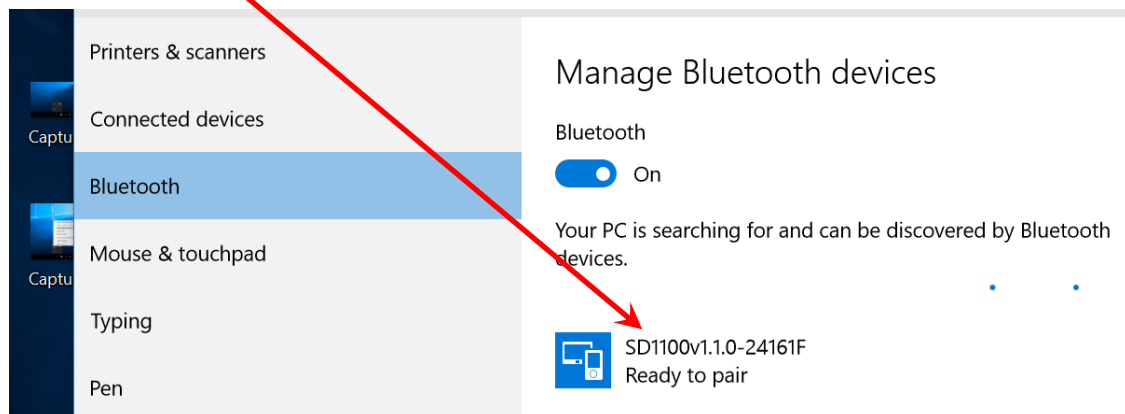 Captu
Captu
Printers & scanners
Connected devices
Bluetooth
Mouse & touchpad
Typing
Pen
Manage Bluetooth devices
Bluetooth
On
Your PC is searching for and can be discovered by Bluetooth
devices.
SD1100v1.1.0-24161F
Ready to pair